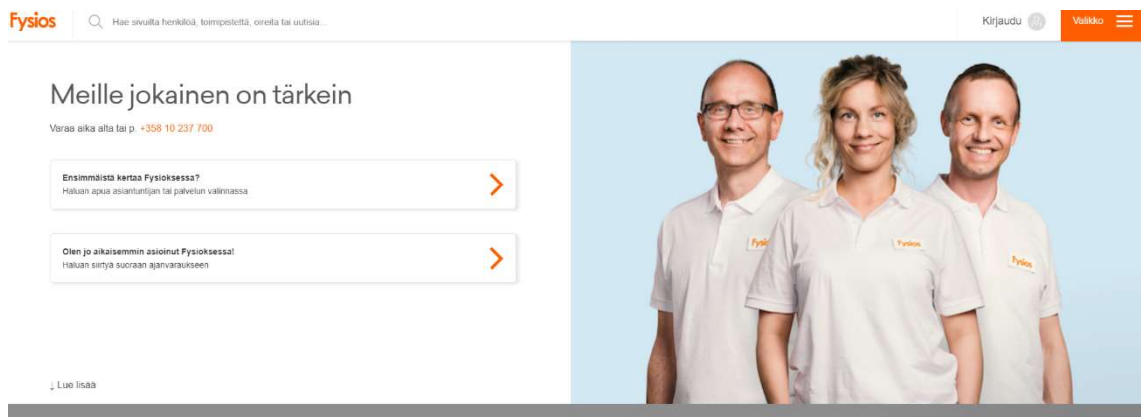 Fysios
Hae sivuilta henkilöä, toimipistettä, oireita tai uutisia...
Kirjaudu
Valikko
Meille jokainen on tärkein
Varaa aika alta tai p. +358 10 237 700
Ensimmäistä kertaa Fysioksessa?
Haluan apua asiantuntijan tai palvelun valinnassa
Olen jo aikaisemmin asioinut Fysioksessa!
Haluan siirtyä suoraan ajanvaraukseen
↓ Lue lisää
Fysios
Fysios
Fysios